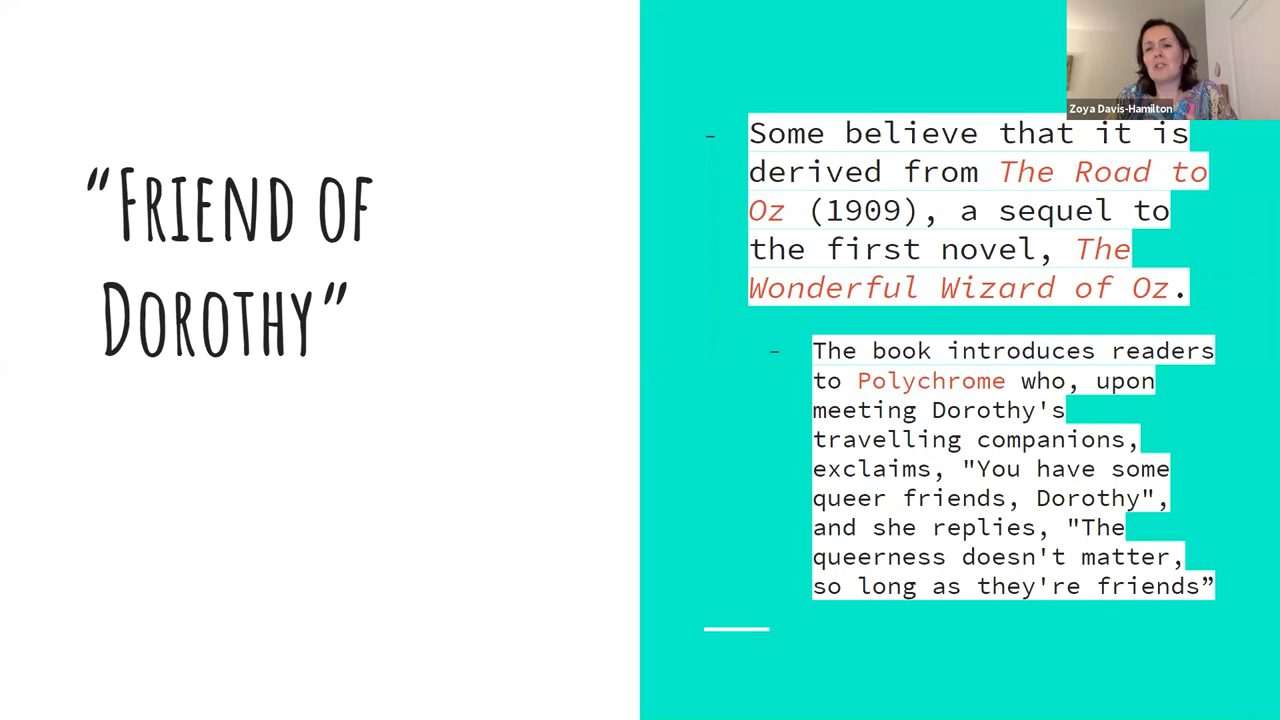 “FRIEND OF
DOROTHY”
Zoya Davis-Hamilton
- Some believe that it is
derived from The Road to
Oz (1909), a sequel to
the first novel, The
Wonderful Wizard of Oz.
- The book introduces readers
to Polychrome who, upon
meeting Dorothy's
travelling companions,
exclaims, "You have some
queer friends, Dorothy",
and she replies, "The
queerness doesn't matter,
so long as they're friends”